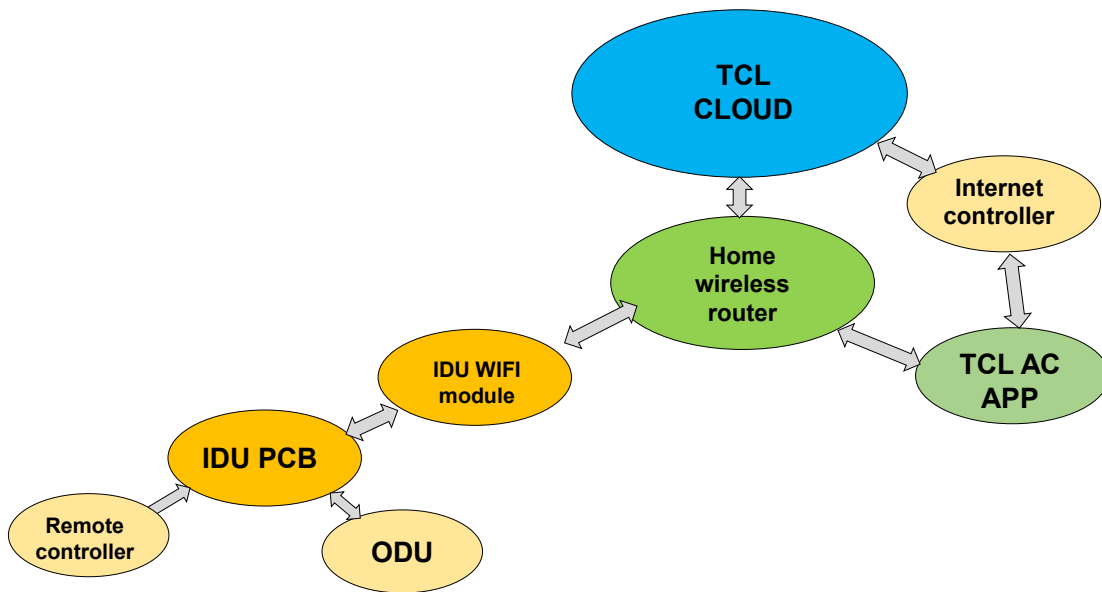 TCL
CLOUD
Internet
controller
Home
wireless
router
IDU WIFI
module
TCL AC
APP
IDU PCB
Remote
controller
ODU